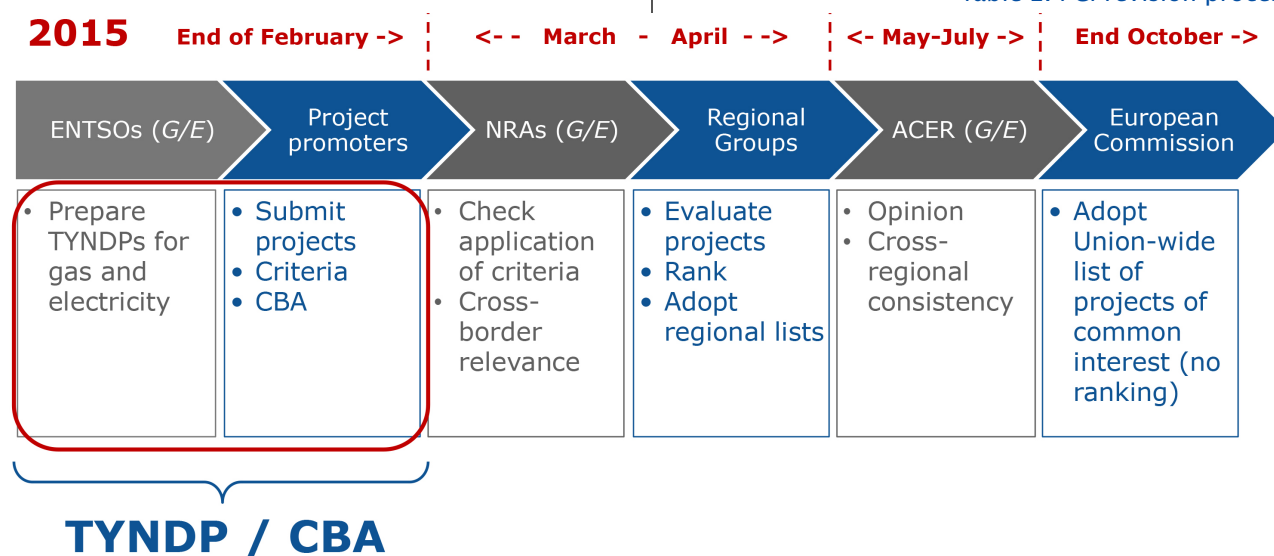 2015
End of February ->
<- - March - April - ->
<- May-July ->
End October ->
ENTSOs (G/E)
Project
promoters
NRAs (G/E)
Regional
Groups
ACER (G/E)
European
Commission
• Prepare
TYNDPs for
gas and
electricity
• Submit
projects
• Criteria
• CBA
• Check
application
of criteria
• Cross-
border
relevance
• Evaluate
projects
• Rank
• Adopt
regional lists
• Opinion
• Cross-
regional
consistency
• Adopt
Union-wide
list of
projects of
common
interest (no
ranking)
TYNDP / CBA